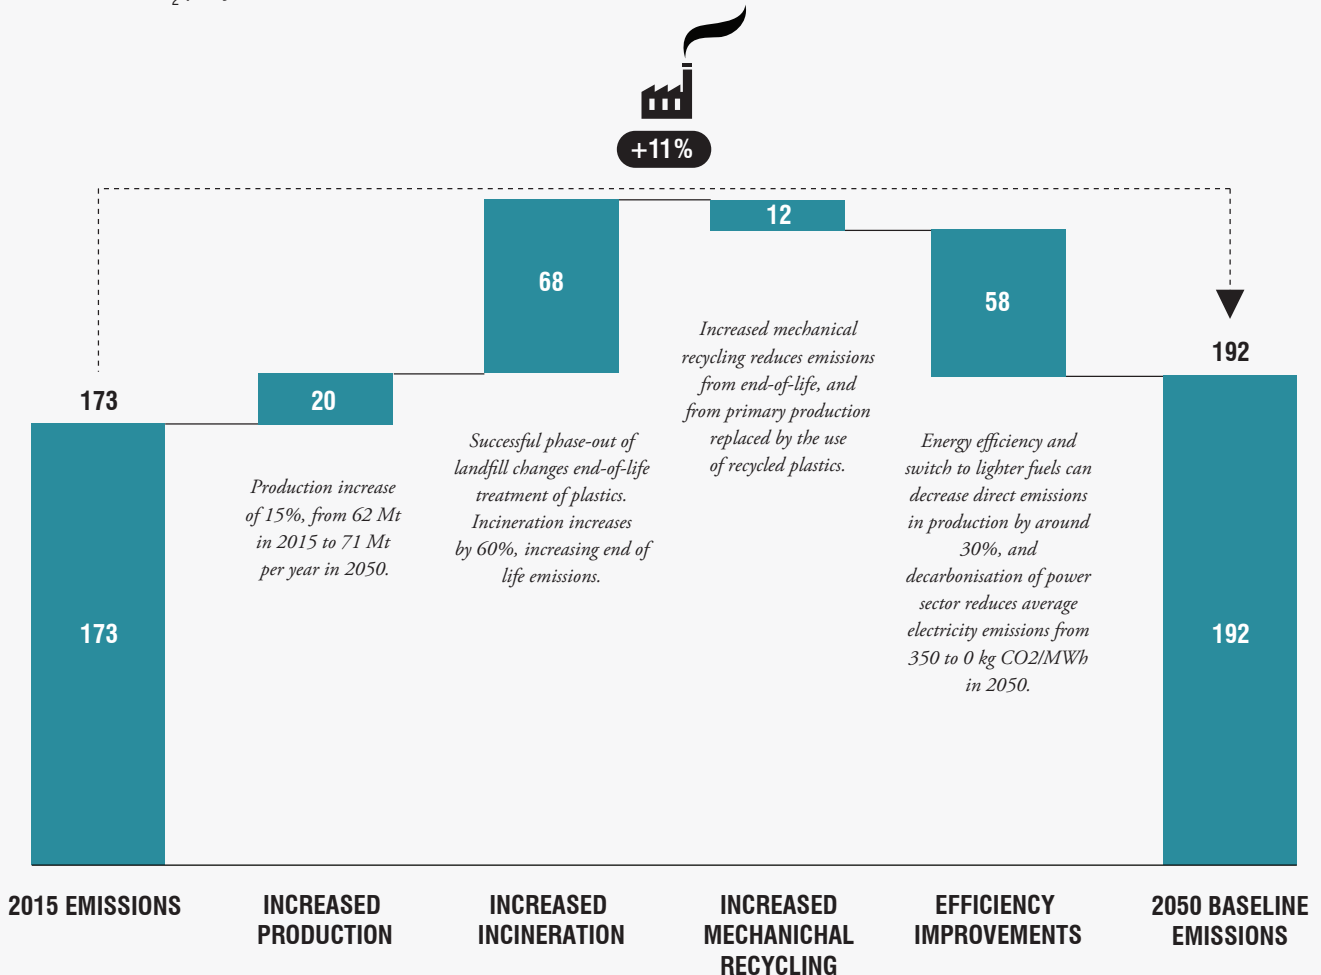 +11%
173
173
2015 EMISSIONS
20
Production increase
of 15%, from 62 Mt
in 2015 to 71 Mt
per year in 2050.
INCREASED
PRODUCTION
68
Successful phase-out of
landfill changes end-of-life
treatment of plastics.
Incineration increases
by 60%, increasing end of
life emissions.
INCREASED
INCINERATION
12
Increased mechanical
recycling reduces emissions
from end-of-life, and
from primary production
replaced by the use
of recycled plastics.
INCREASED
MECHANICHAL
RECYCLING
58
Energy efficiency and
switch to lighter fuels can
decrease direct emissions
in production by around
30%, and
decarbonisation of power
sector reduces average
electricity emissions from
350 to 0 kg CO2/MWh
in 2050.
EFFICIENCY
IMPROVEMENTS
192
192
2050 BASELINE
EMISSIONS